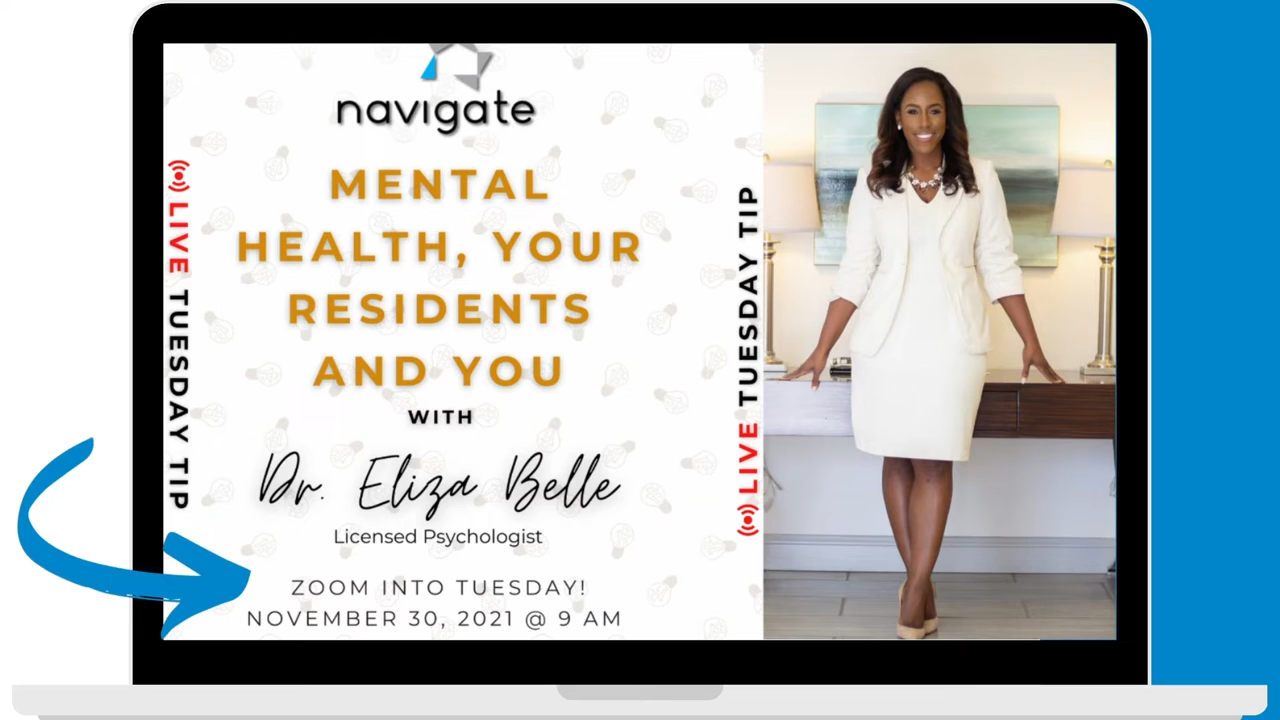 navigate
MENTAL
HEALTH, YOUR
RESIDENTS
AND YOU
WITH
Dr. Eliza Belle
Licensed Psychologist
ZOOM INTO TUESDAY!
NOVEMBER 30, 2021 @ 9 AM
LIVE TUESDAY TIP
LIVE TUESDAY TIP